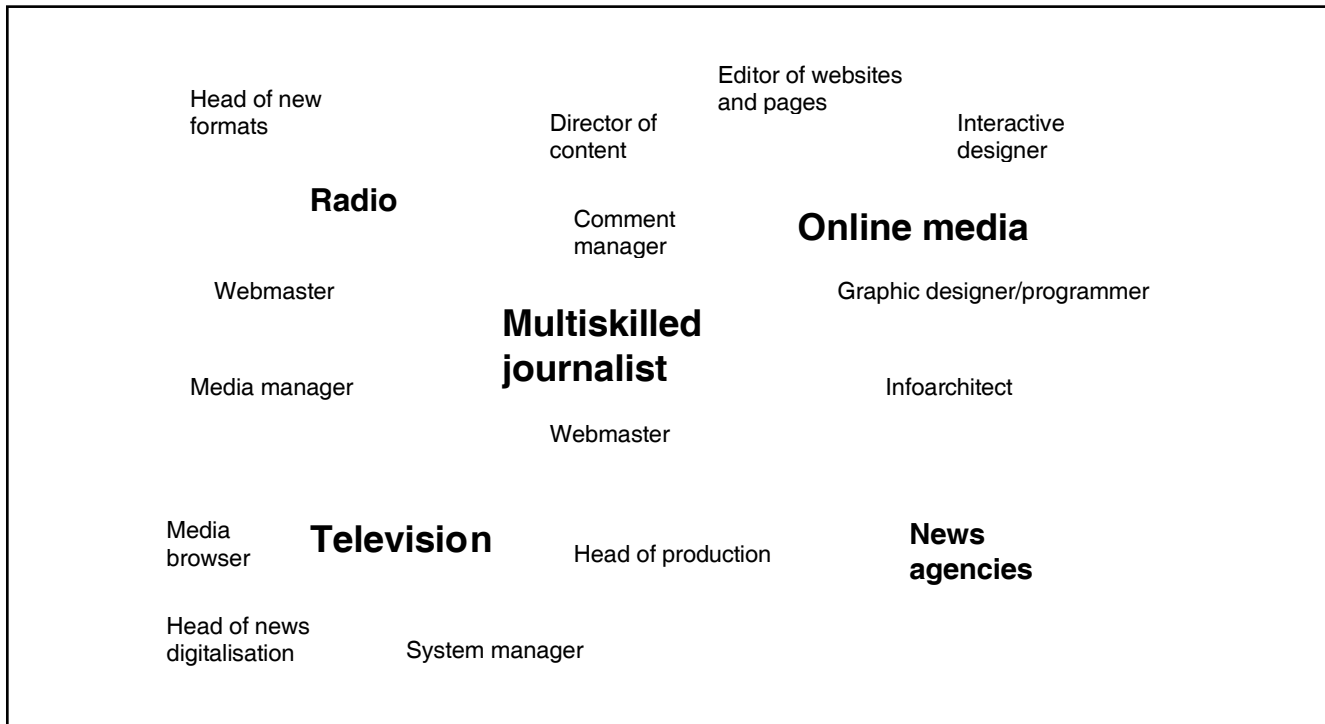 Editor of websites
and pages
Head of new
formats
Director of
content
Interactive
designer
Radio
Comment
manager
Online media
Webmaster
Graphic designer/programmer
Multiskilled
journalist
Media manager
Infoarchitect
Webmaster
Media
browser
Television
Head of production
News
agencies
Head of news
digitalisation
System manager